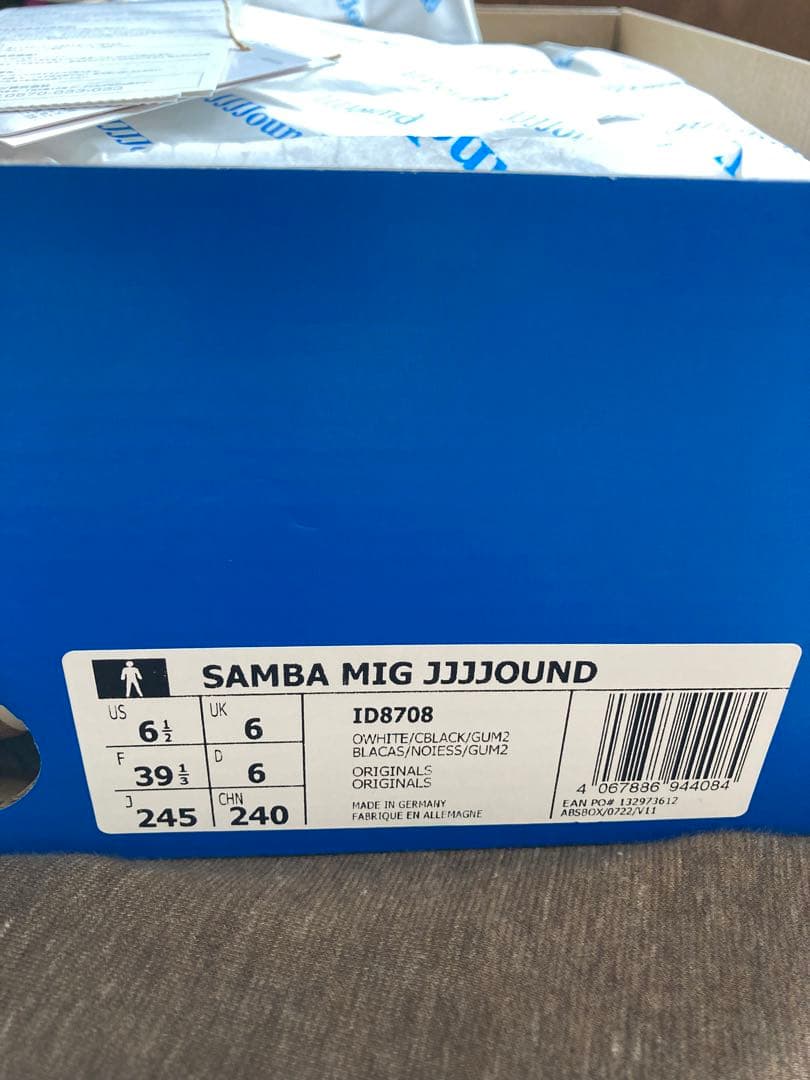 SAMBA MIG JJJJOUND
US 6½ UK 6
F 39⅓ D 6
J 245 CHN 240
ID8708
OWHITE/CBLACK/GUM2
BLACAS/NOIESS/GUM2
ORIGINALS
ORIGINALS
MADE IN GERMANY
FABRIQUE EN ALLEMAGNE
4 067886 944084
EAN PO# 132973612
ABSBOX/0722/V11